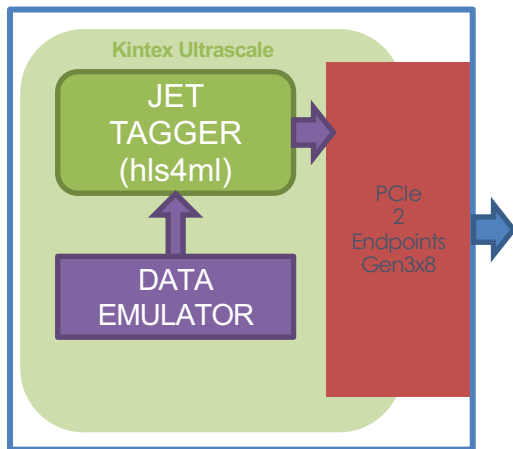 Kintex Ultrascale
JET
TAGGER
(hls4ml)
PCIe
2
Endpoints
Gen3x8
DATA
EMULATOR